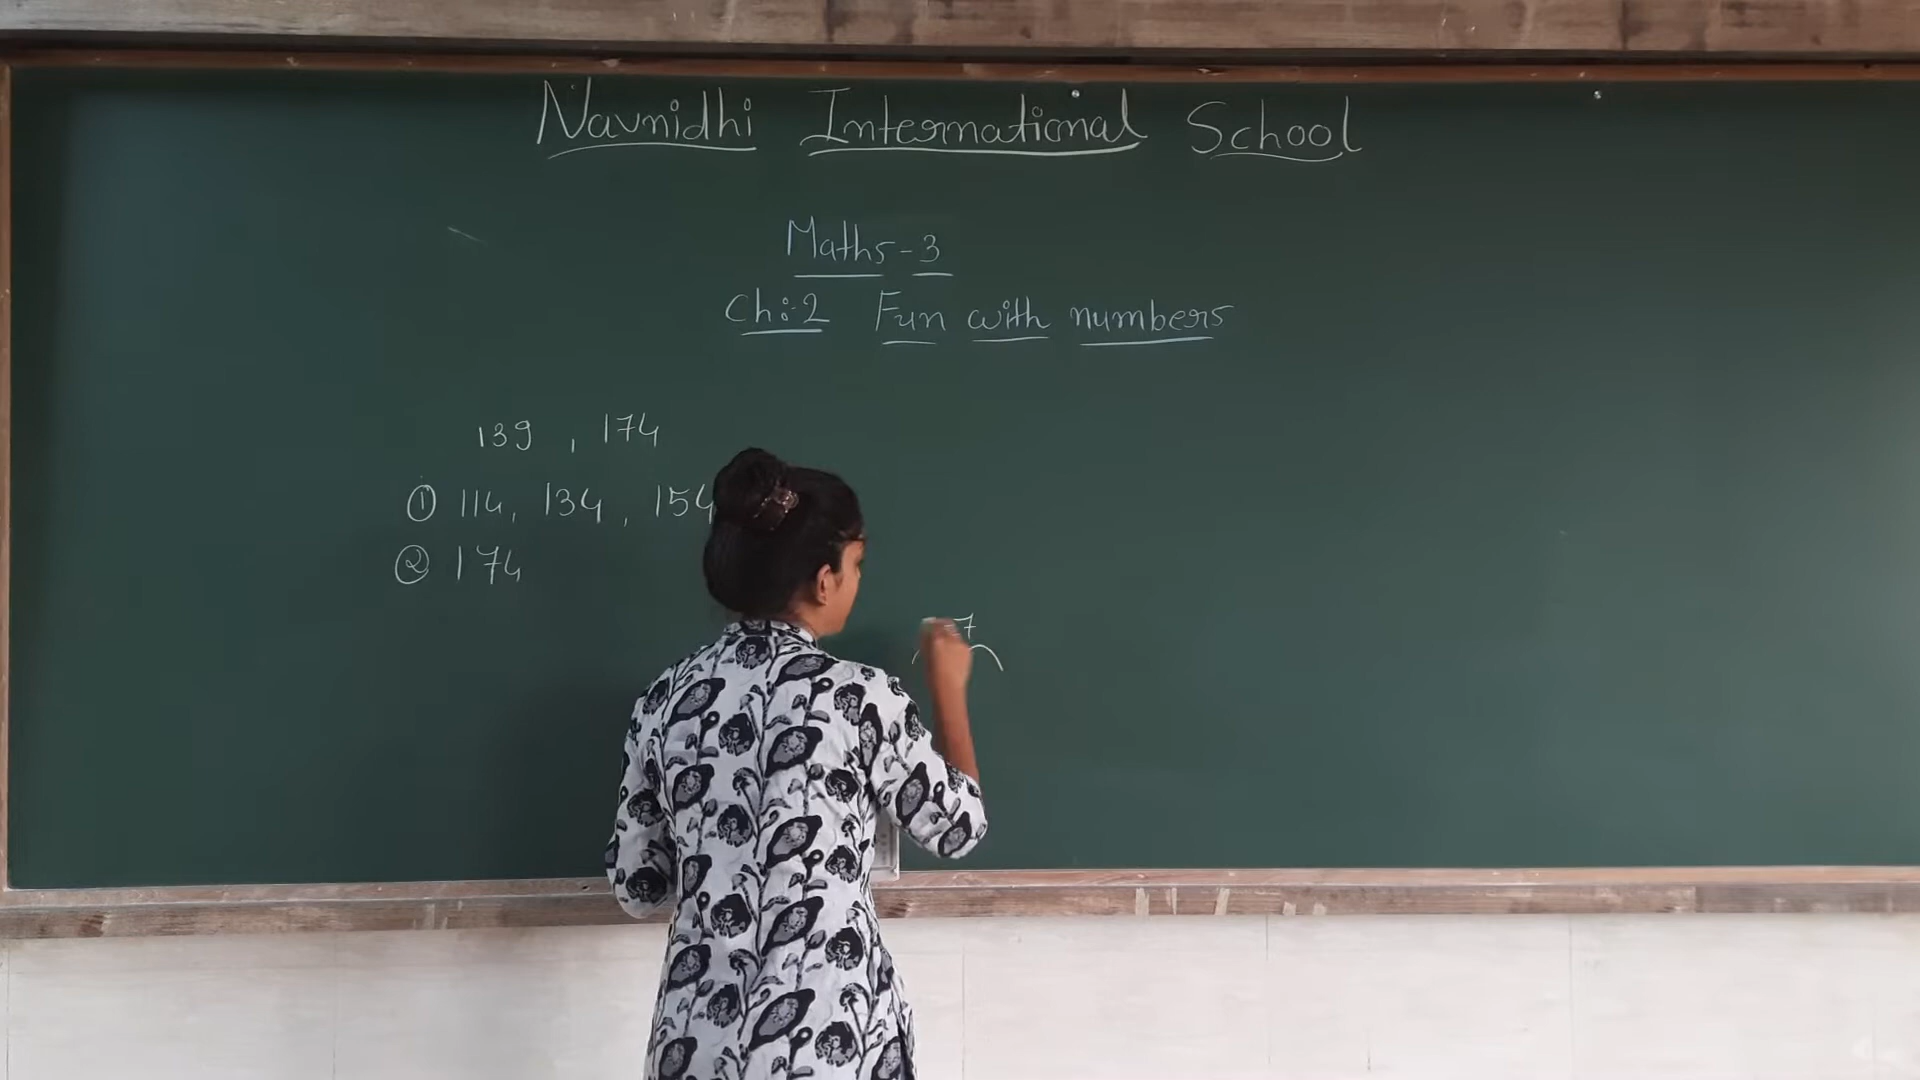 Navnidhi International School
Maths-3
Ch:-2 Fun with numbers
139 , 174
① 114, 134, 154
② 174